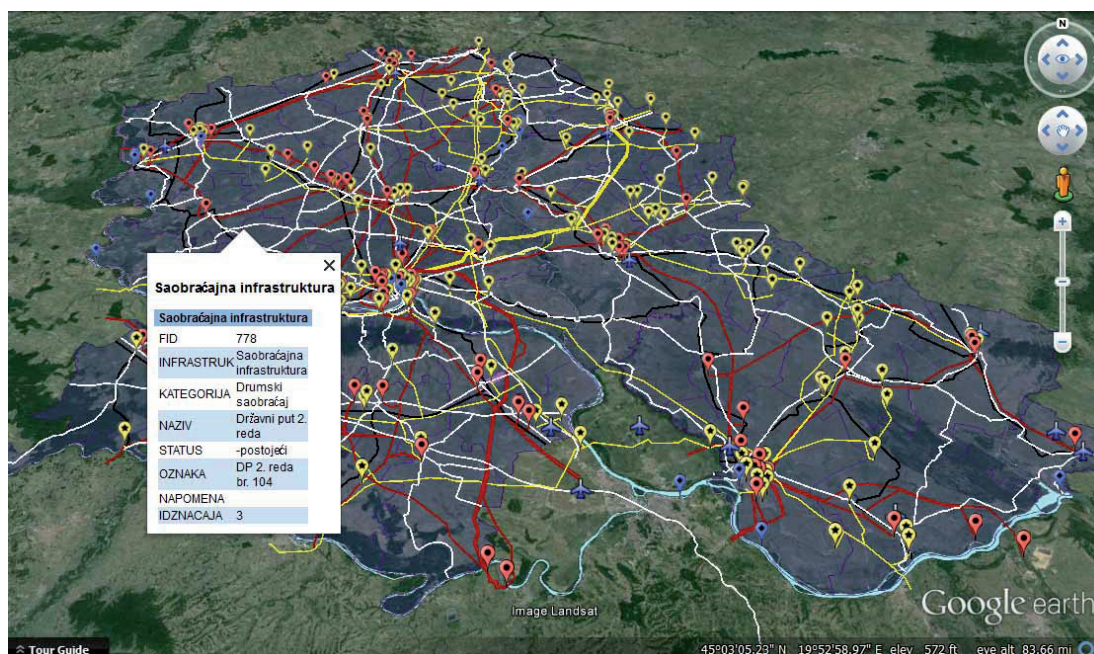 N
Saobraćajna infrastruktura
Saobraćajna infrastruktura
FID 778
INFRASTRUK Saobraćajna
infrastruktura
KATEGORIJA Drumski
saobraćaj
NAZIV Državni put 2.
reda
STATUS -postojeći
OZNAKA DP 2. reda
br. 104
NAPOMENA
IDZNACAJA 3
Image Landsat
Google earth
Tour Guide
45°03'05.23" N 19°52'58.97" E elev 572 ft eye alt 83.66 mi